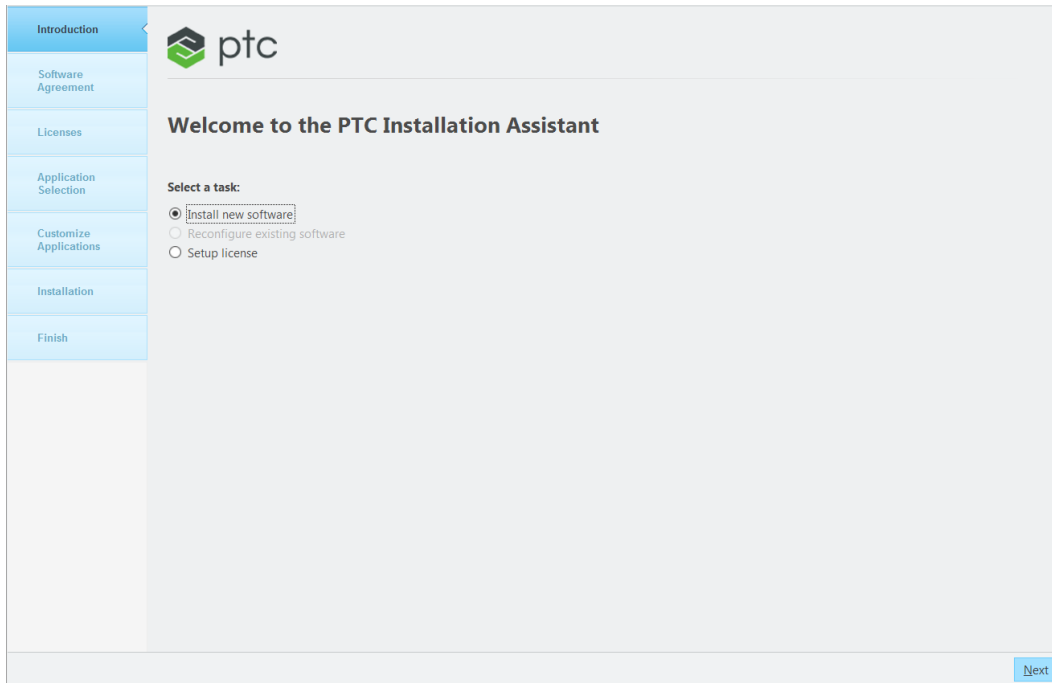 Introduction
Software
Agreement
Licenses
Application
Selection
Customize
Applications
Installation
Finish
ptc
Welcome to the PTC Installation Assistant
Select a task:
Install new software
Reconfigure existing software
Setup license
Next